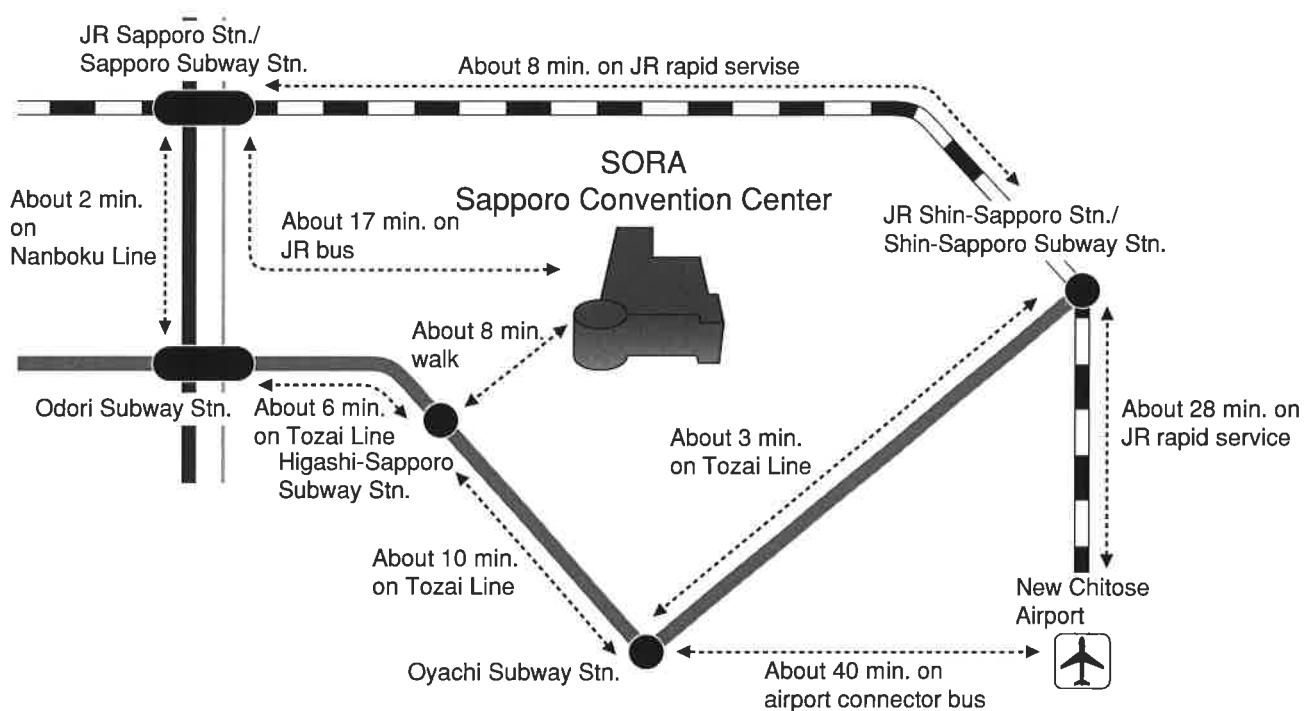 JR Sapporo Stn./
Sapporo Subway Stn.
About 8 min. on JR rapid servise
SORA
Sapporo Convention Center
About 2 min.
on
Nanboku Line
About 17 min. on
JR bus
JR Shin-Sapporo Stn./
Shin-Sapporo Subway Stn.
About 8 min.
walk
Odori Subway Stn.
About 6 min.
on Tozai Line
Higashi-Sapporo
Subway Stn.
About 3 min.
on Tozai Line
About 28 min. on
JR rapid service
About 10 min.
on Tozai Line
New Chitose
Airport
Oyachi Subway Stn.
About 40 min. on
airport connector bus